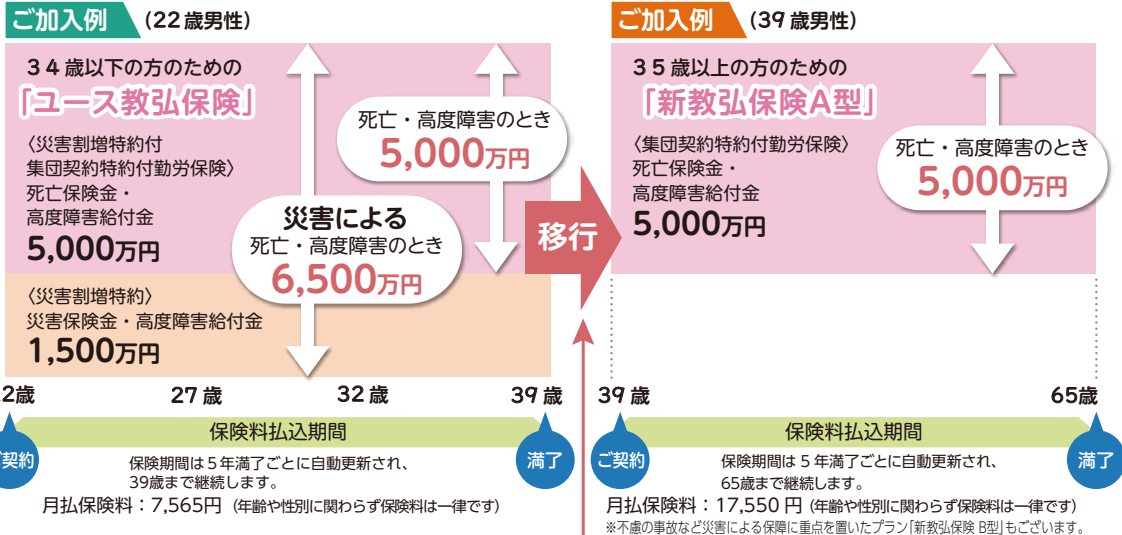 ご加入例 (22歳男性)
34歳以下の方のための
「ユース教弘保険」
〈災害割増特約付
集団契約特約付勤労保険〉
死亡保険金・
高度障害給付金
5,000万円
死亡・高度障害のとき
5,000万円
災害による
死亡・高度障害のとき
6,500万円
〈災害割増特約〉
災害保険金・高度障害給付金
1,500万円
2歳 27歳 32歳 39歳
保険料払込期間
契約
満了
保険期間は5年満了ごとに自動更新され、
39歳まで継続します。
月払保険料：7,565円（年齢や性別に関わらず保険料は一律です）
移行
ご加入例 (39歳男性)
35歳以上の方のための
「新教弘保険A型」
〈集団契約特約付勤労保険〉
死亡保険金・
高度障害給付金
5,000万円
死亡・高度障害のとき
5,000万円
39歳 65歳
保険料払込期間
ご契約
満了
保険期間は5年満了ごとに自動更新され、
65歳まで継続します。
月払保険料：17,550円（年齢や性別に関わらず保険料は一律です）
※不慮の事故など災害による保障に重点を置いたプラン「新教弘保険 B型」もございます。